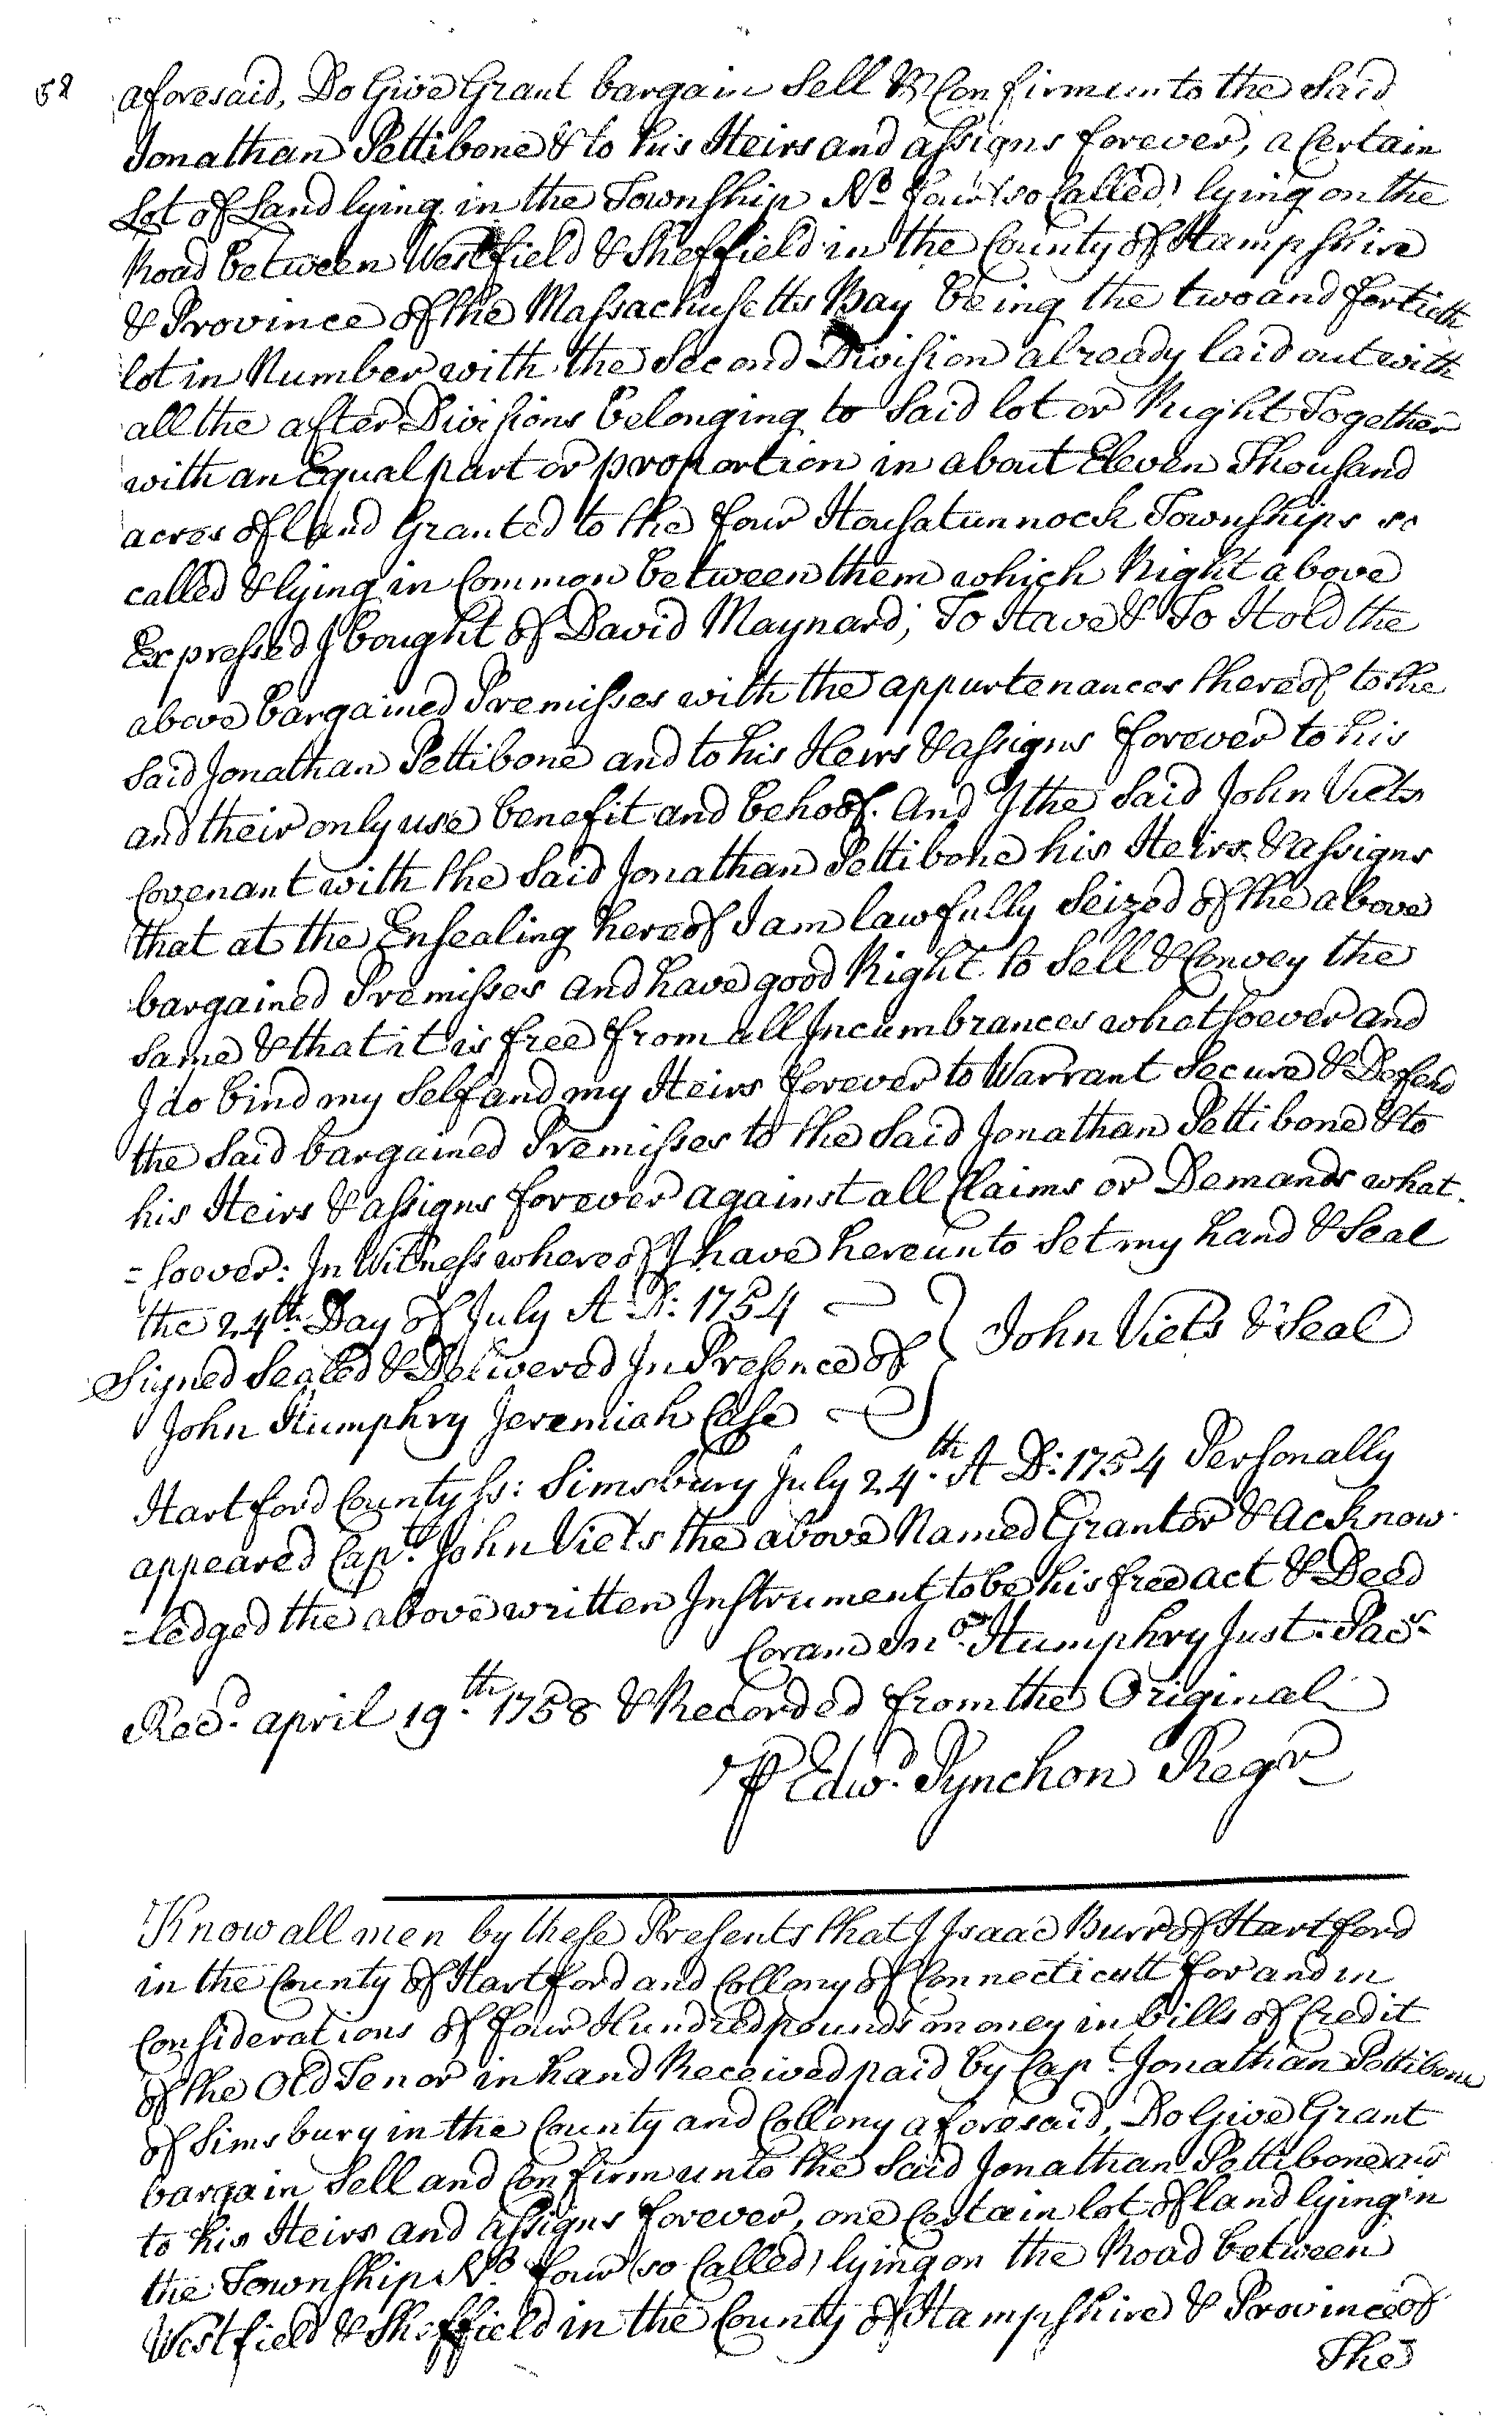 52
aforesaid, Do Give Grant bargain Sell & Confirm unto the Said
Jonathan Pettibone & to his Heirs and assigns forever, a Certain
Lot of Land lying in the Township No. four (so Called) lying on the
Road between Westfield & Sheffield in the County of Hampshire
& Province of the Massachusetts Bay being the two and fortieth
lot in Number with the Second Division already laid out with
all the after Divisions belonging to Said lot or Right Together
with an Equal part or proportion in about Eleven Thousand
acres of land Granted to the four Housatunnock Townships so
called & lying in Common between them which Right above
Expressed I bought of David Maynard; To Have & To Hold the
above bargained Premisses with the appurtenances thereof to the
Said Jonathan Pettibone and to his Heirs & assigns forever to his
and their only use benefit and behoof. And I the Said John Viets
Covenant with the Said Jonathan Pettibone his Heirs & assigns
that at the Ensealing hereof I am lawfully Seized of the above
bargained Premisses and have good Right to Sell & Convey the
Same & that it is free from all Incumbrances whatsoever and
I do bind my Self and my Heirs forever to Warrant Secure & Defend
the Said bargained Premisses to the Said Jonathan Pettibone & to
his Heirs & assigns forever against all Claims or Demands what-
=soever: In Witness whereof I have hereunto Set my hand & Seal
the 24th. Day of July A D: 1754
Signed Sealed & Delivered In Presence of } John Viets & Seal
John Humphry Jeremiah Case
Hartford County Ss: Simsbury July 24.th A D: 1754 Personally
appeared Capt. John Viets the above Named Grantor & Acknow-
=ledged the above written Instrument to be his free act & Deed
Coram Jno. Humphry Just. Pacs.
Recd. april 19.th 1758 & Recorded from the Original
⅌ Edwd. Pynchon Regr
Know all men by these Presents that I Isaac Burr of Hartford
in the County of Hartford and Collony of Connecticutt for and in
Considerations of four Hundred pounds money in bills of Credit
of the Old Tenor in hand Received paid by Capt. Jonathan Pettibone
of Simsbury in the County and Collony aforesaid, Do Give Grant
bargain Sell and Confirm unto the Said Jonathan Pettibone and
to his Heirs and assigns forever, one Certain lot of land lying in
the Township No. four (so Called) lying on the Road between
Westfield & Sheffield in the County of Hampshire & Province of
The